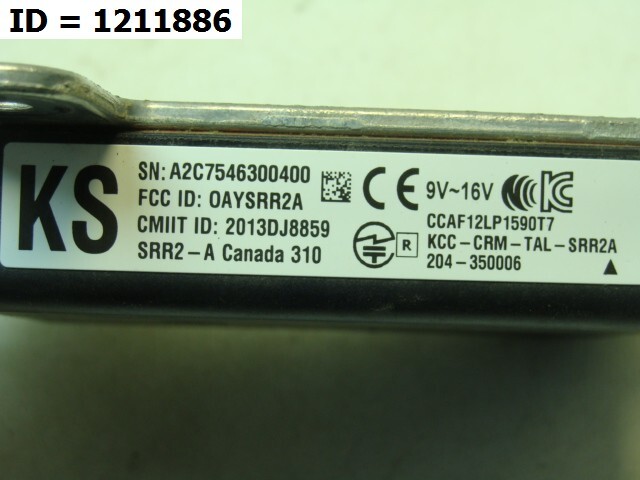 ID = 1211886
KS
SN: A2C7546300400
FCC ID: OAYSRR2A
CMIIT ID: 2013DJ8859
SRR2-A Canada 310
CE 9V~16V
CCAF12LP1590T7
R KCC-CRM-TAL-SRR2A
204-350006